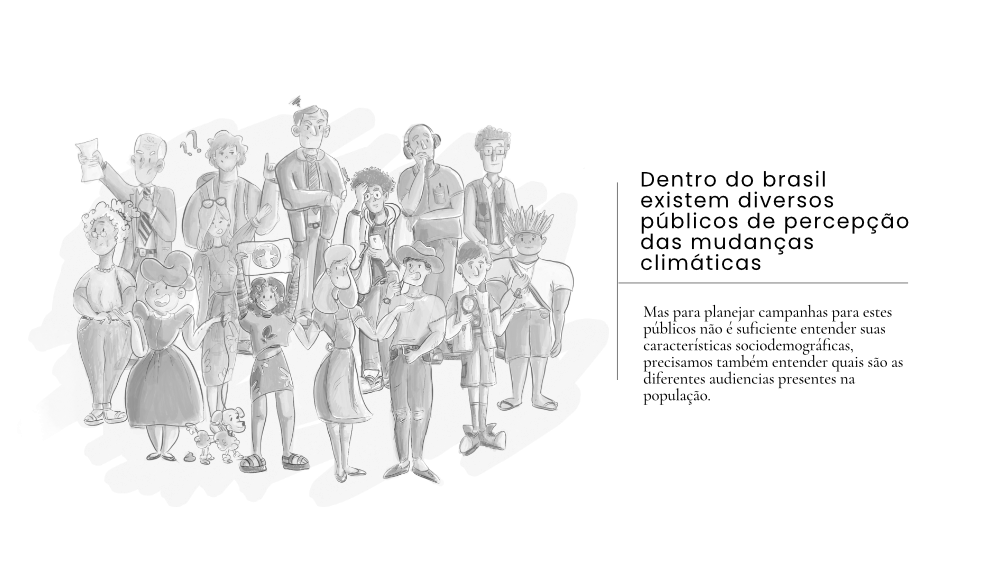 Dentro do brasil
existem diversos
públicos de percepção
das mudanças
climáticas
Mas para planejar campanhas para estes
públicos não é suficiente entender suas
características sociodemográficas,
precisamos também entender quais são as
diferentes audiencias presentes na
população.